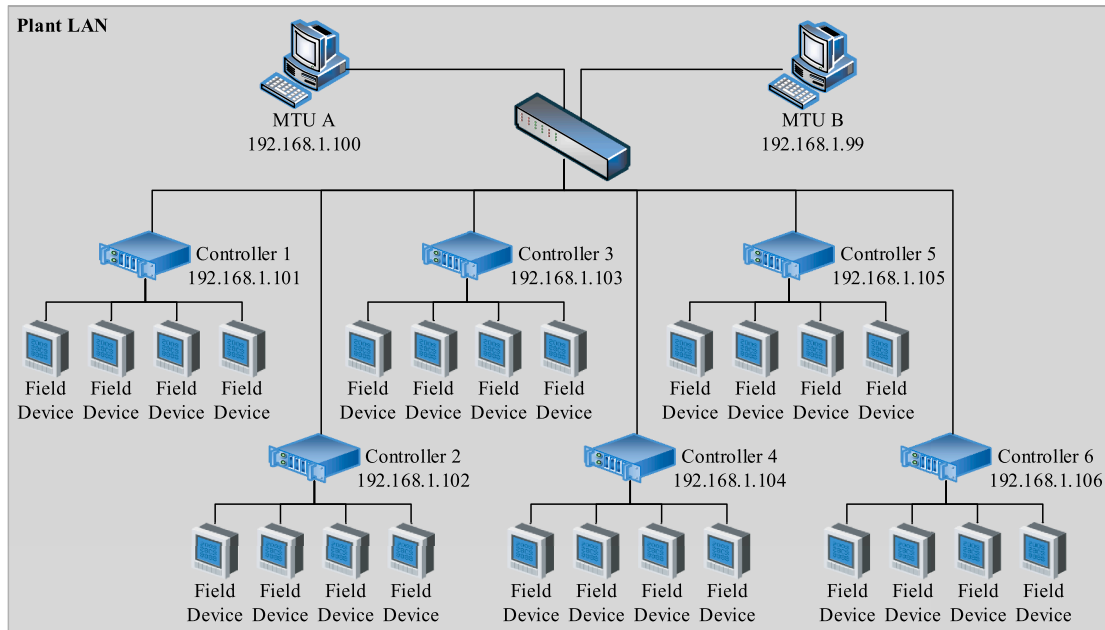 Plant LAN
MTU A
192.168.1.100
MTU B
192.168.1.99
Controller 1
192.168.1.101
Controller 3
192.168.1.103
Controller 5
192.168.1.105
Field
Device
Field
Device
Field
Device
Field
Device
Field
Device
Field
Device
Field
Device
Field
Device
Field
Device
Field
Device
Field
Device
Field
Device
Controller 2
192.168.1.102
Controller 4
192.168.1.104
Controller 6
192.168.1.106
Field
Device
Field
Device
Field
Device
Field
Device
Field
Device
Field
Device
Field
Device
Field
Device
Field
Device
Field
Device
Field
Device
Field
Device